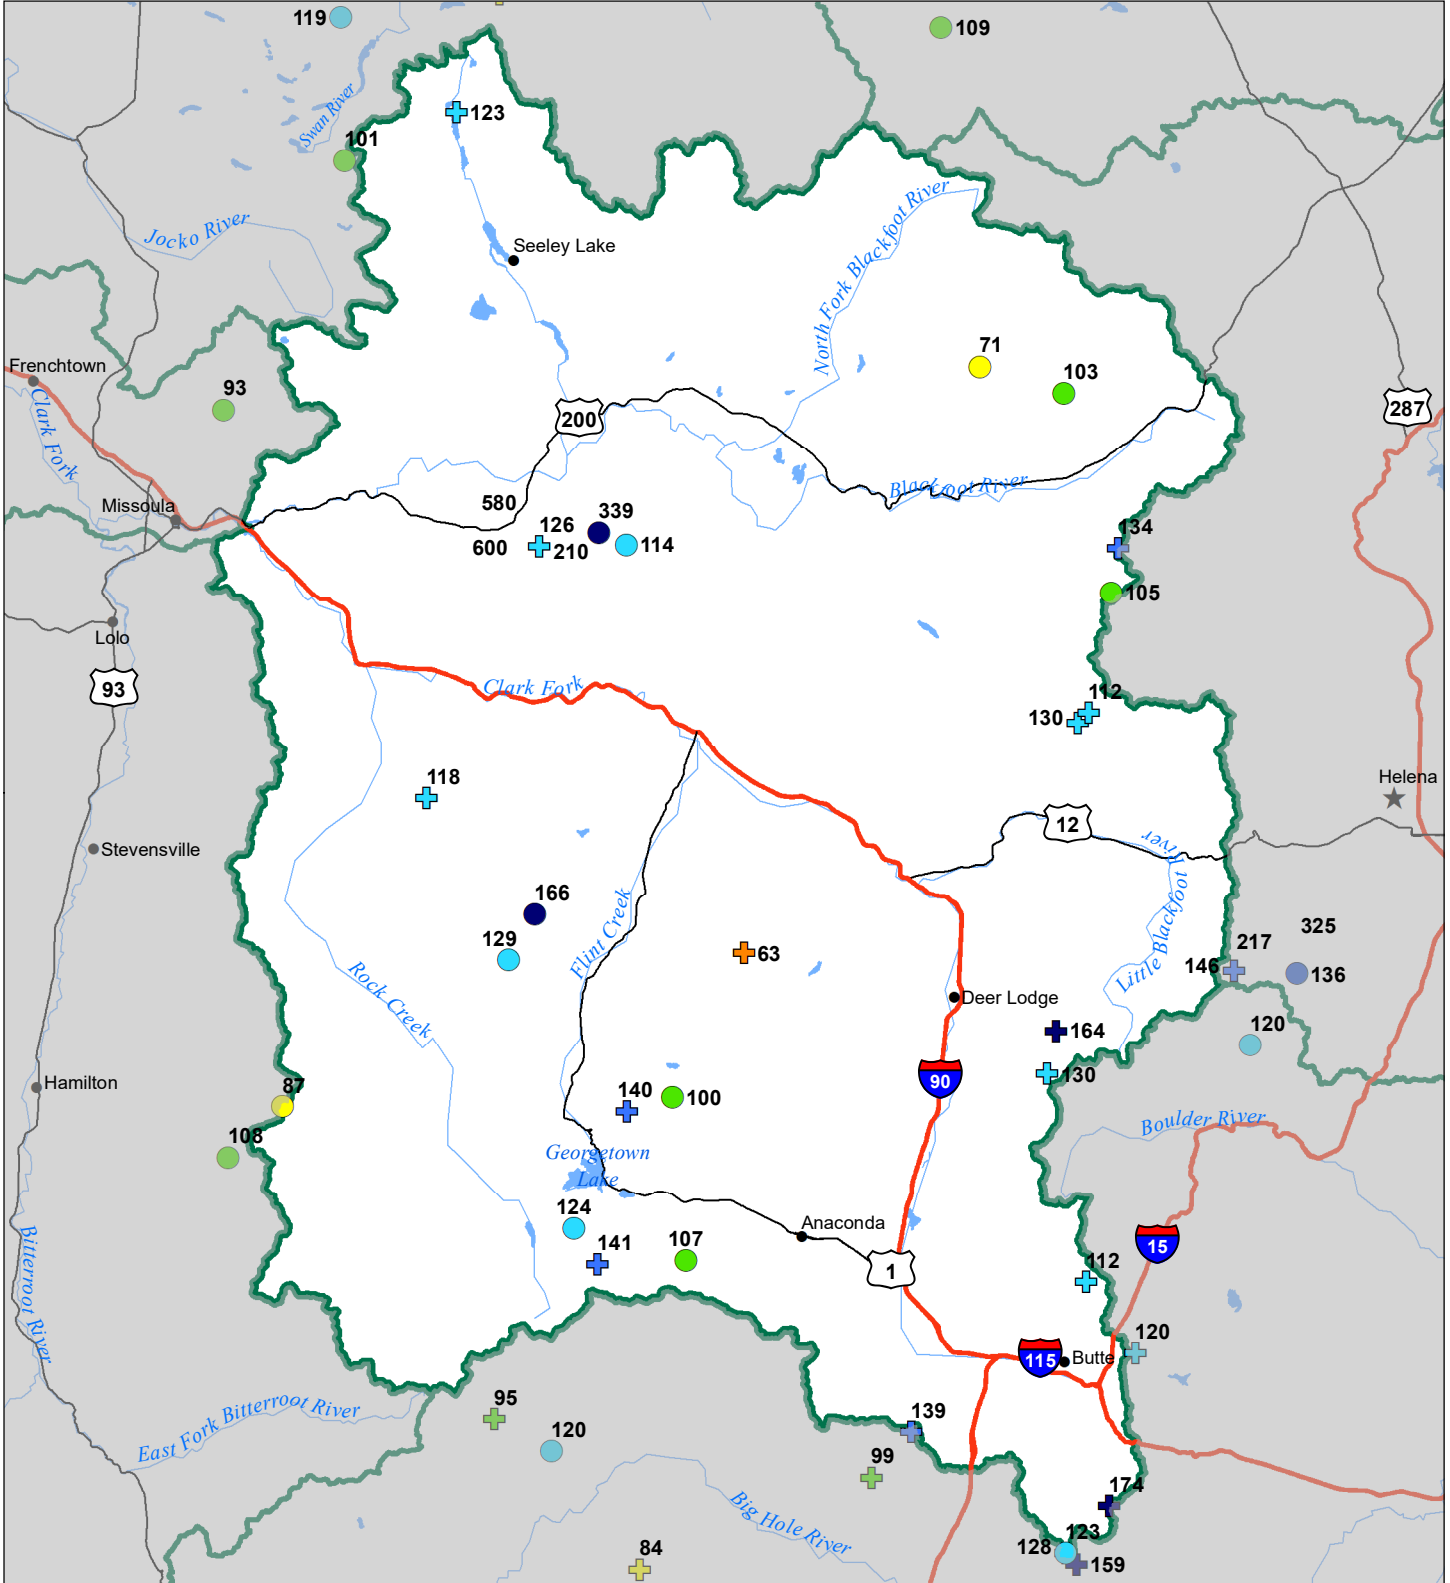 119
109
123
Swan River
101
Jocko River
North Fork Blackfoot River
Seeley Lake
Frenchtown
93
71
103
200
287
Clark Fork
Blackfoot River
Missoula
580
126
339
600
210
114
134
105
Lolo
93
Clark Fork
112
130
118
Helena
12
Stevensville
Little Blackfoot River
166
129
Flint Creek
63
217
325
146
136
Rock Creek
Deer Lodge
164
120
Hamilton
90
130
87
140
100
108
Boulder River
Georgetown
Lake
124
141
107
Anaconda
15
1
112
Bitterroot River
120
115
Butte
95
East Fork Bitterroot River
120
139
99
174
Big Hole River
123
128
159
84